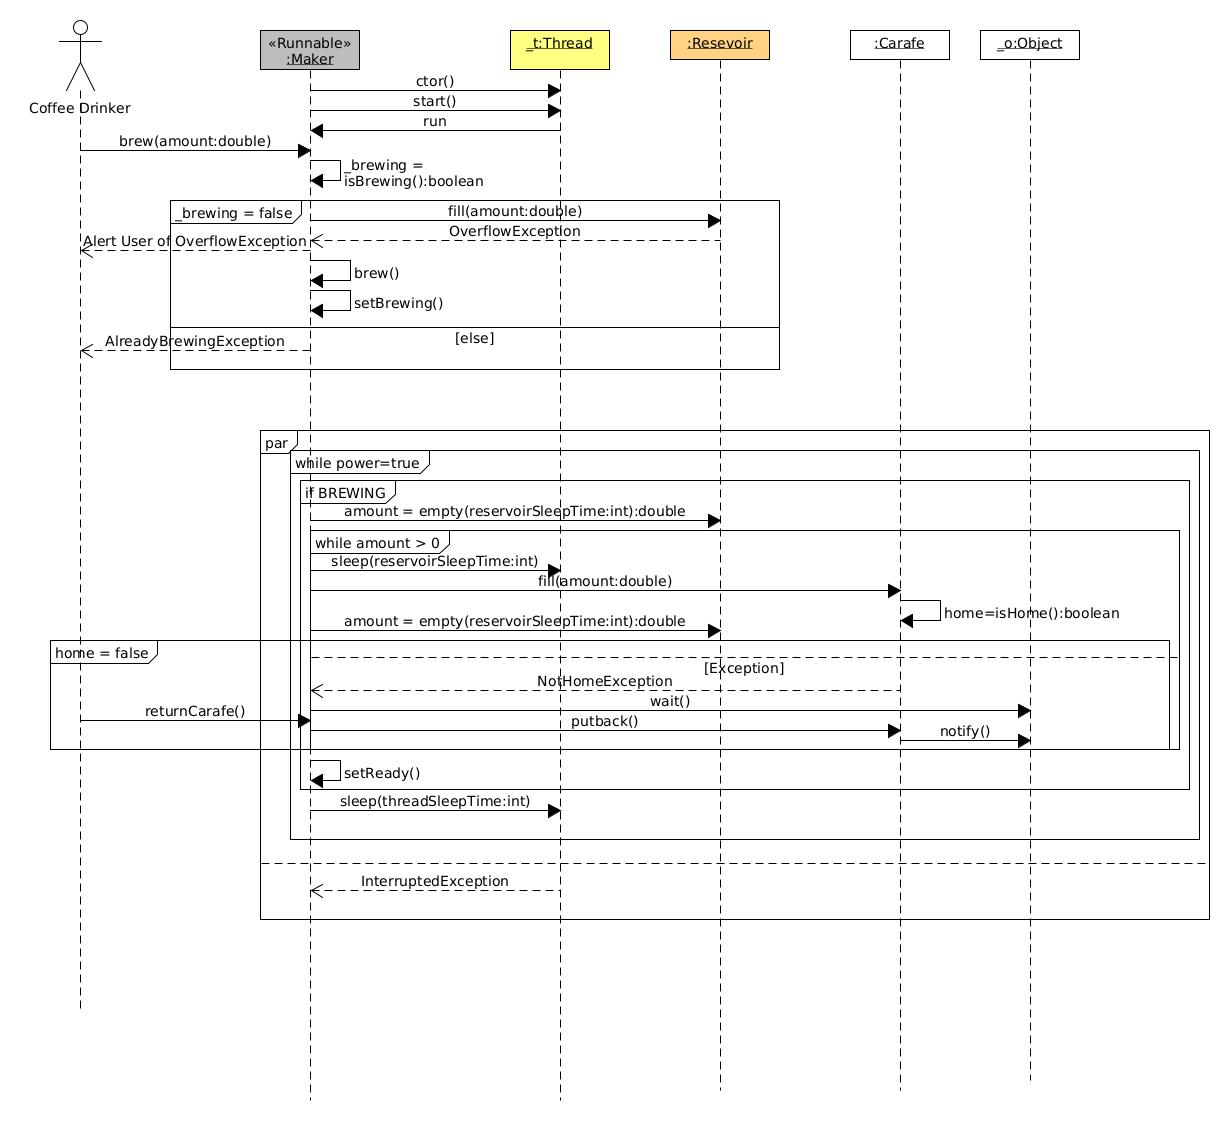 Coffee Drinker
«Runnable»
:Maker
_t:Thread
:Resevoir
:Carafe
_o:Object
ctor()
start()
run
brew(amount:double)
_brewing =
isBrewing():boolean
_brewing = false
fill(amount:double)
OverflowException
Alert User of OverflowException
brew()
setBrewing()
[else]
AlreadyBrewingException
par
while power=true
if BREWING
amount = empty(reservoirSleepTime:int):double
while amount > 0
sleep(reservoirSleepTime:int)
fill(amount:double)
home=isHome():boolean
amount = empty(reservoirSleepTime:int):double
home = false
[Exception]
NotHomeException
wait()
returnCarafe()
putback()
notify()
setReady()
sleep(threadSleepTime:int)
InterruptedException